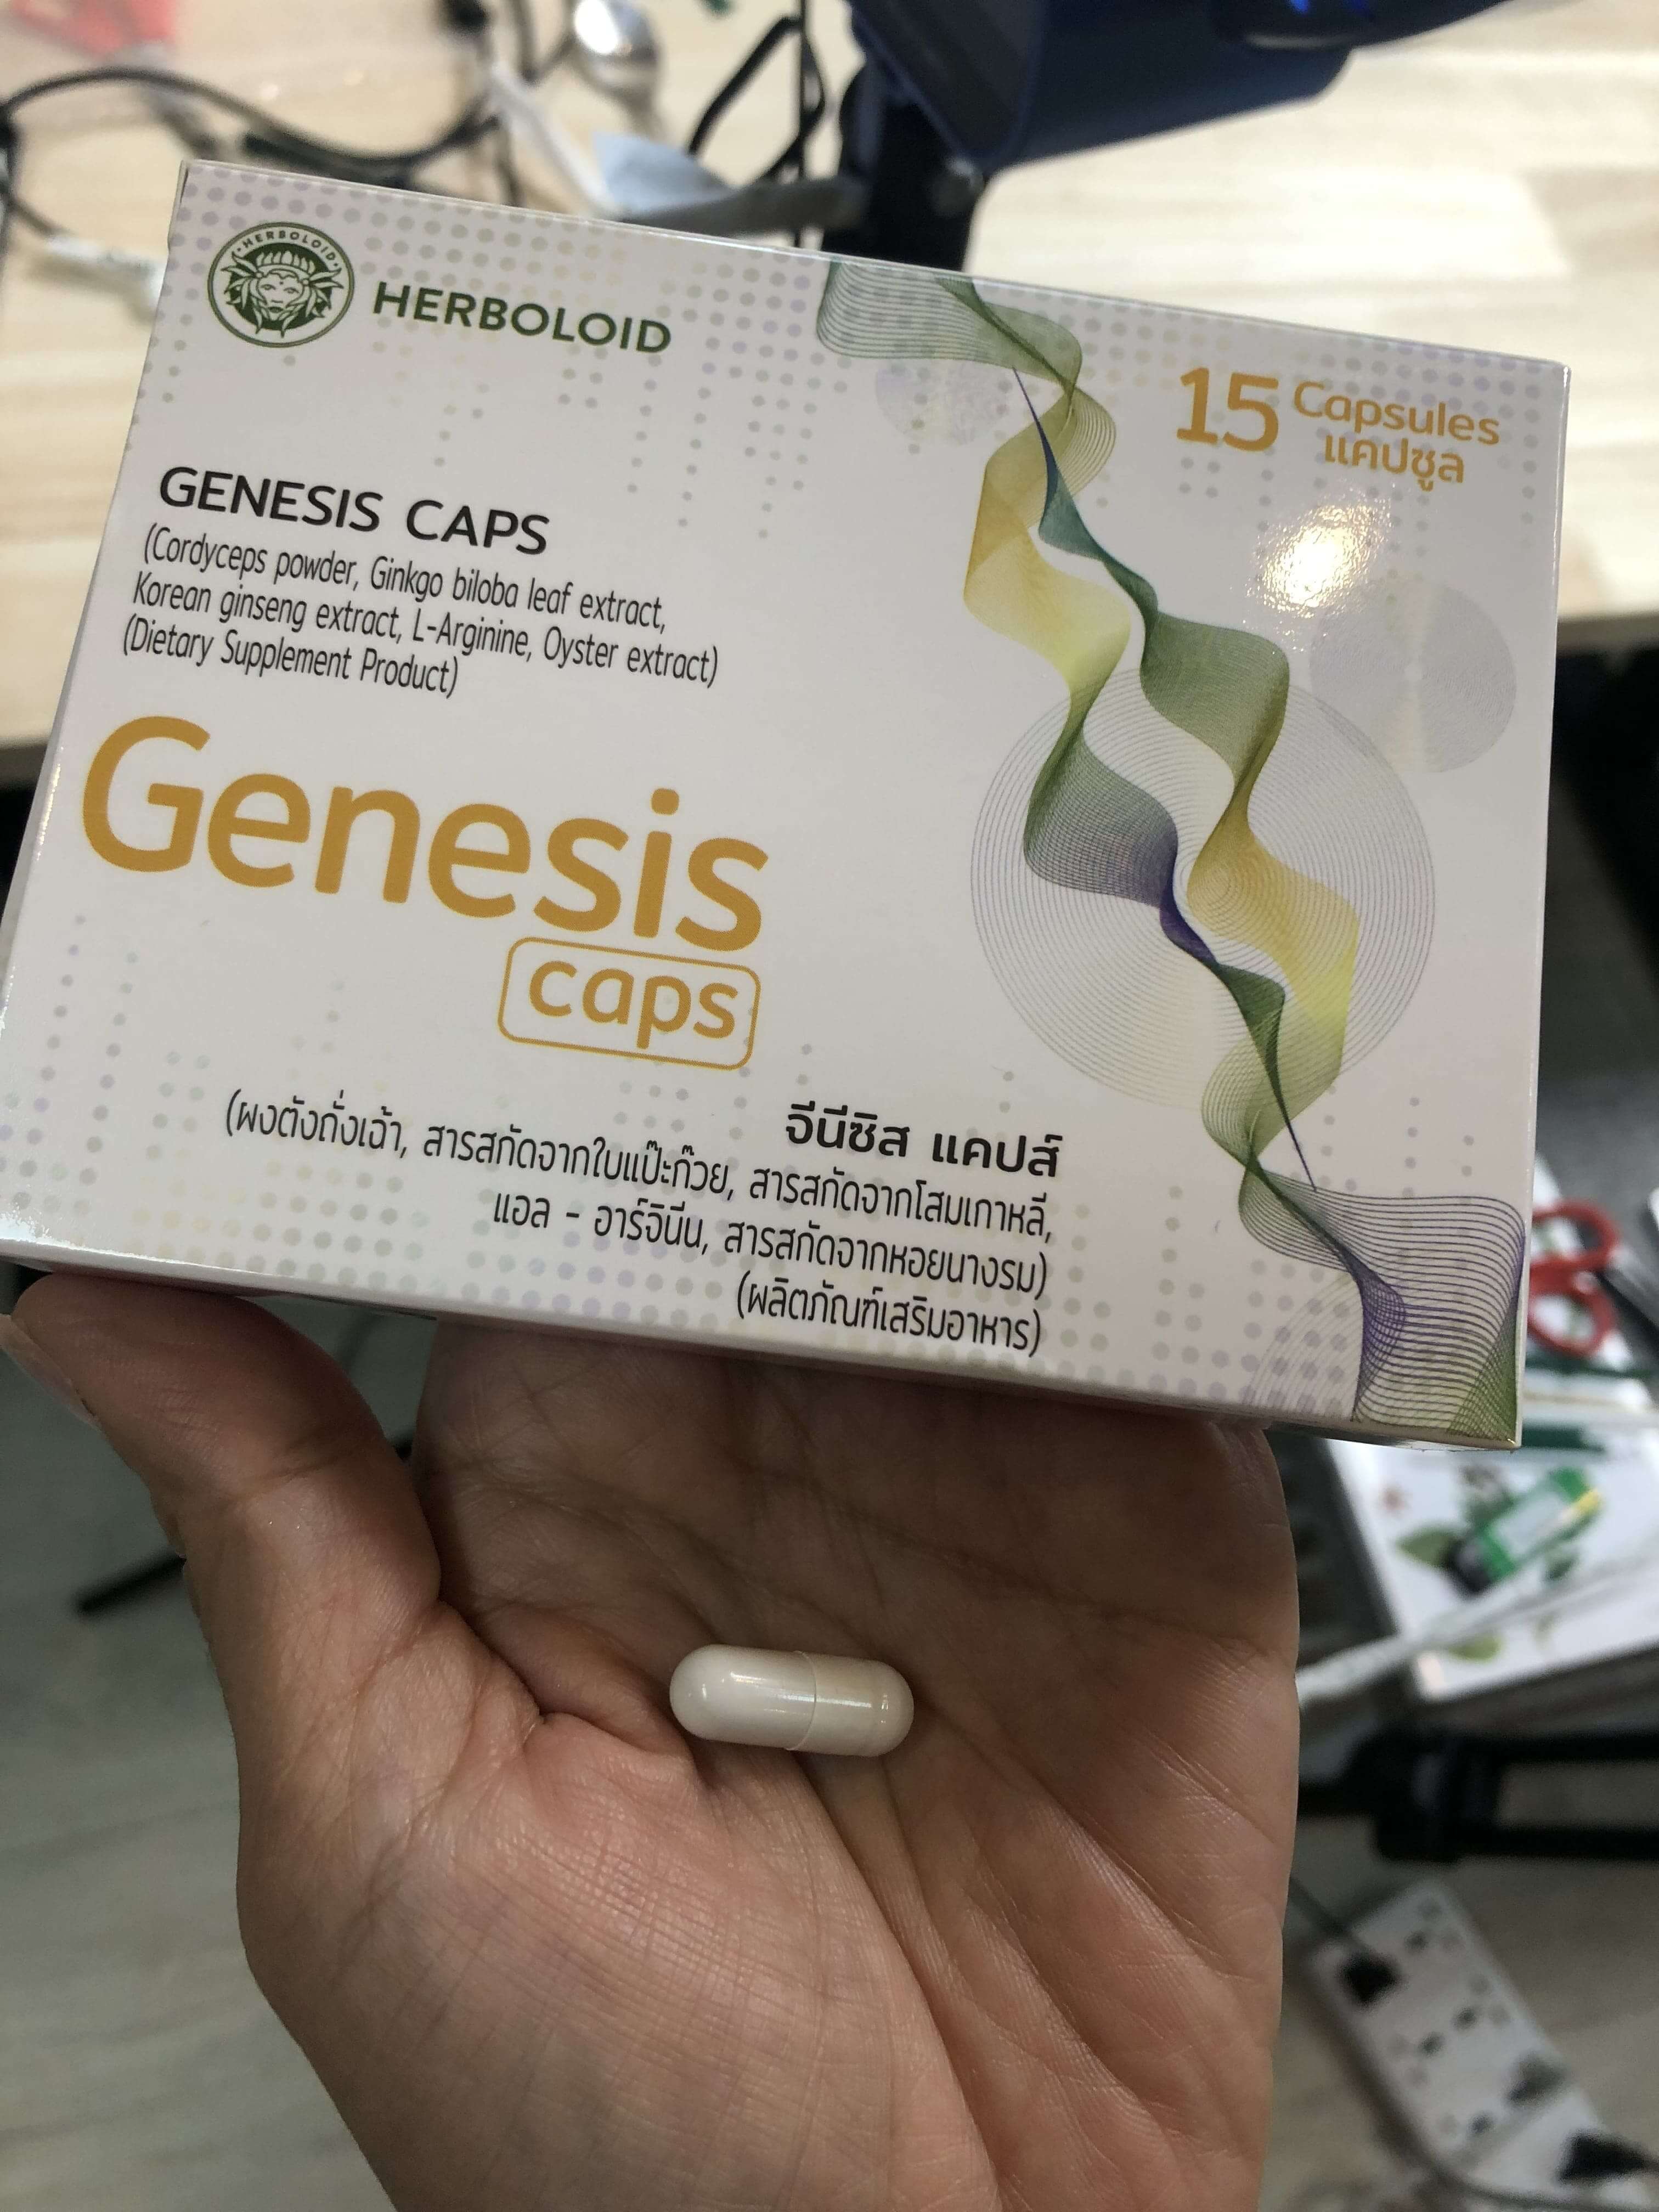 HERBOLOID
HERBOLOID
15 Capsules
แคปซูล
GENESIS CAPS
(Cordyceps powder, Ginkgo biloba leaf extract,
Korean ginseng extract, L-Arginine, Oyster extract)
(Dietary Supplement Product)
Genesis
caps
จีนีซิส แคปส์
(ผงตังถั่งเฉ้า, สารสกัดจากใบแป๊ะก๊วย, สารสกัดจากโสมเกาหลี,
แอล - อาร์จินีน, สารสกัดจากหอยนางรม)
(ผลิตภัณฑ์เสริมอาหาร)